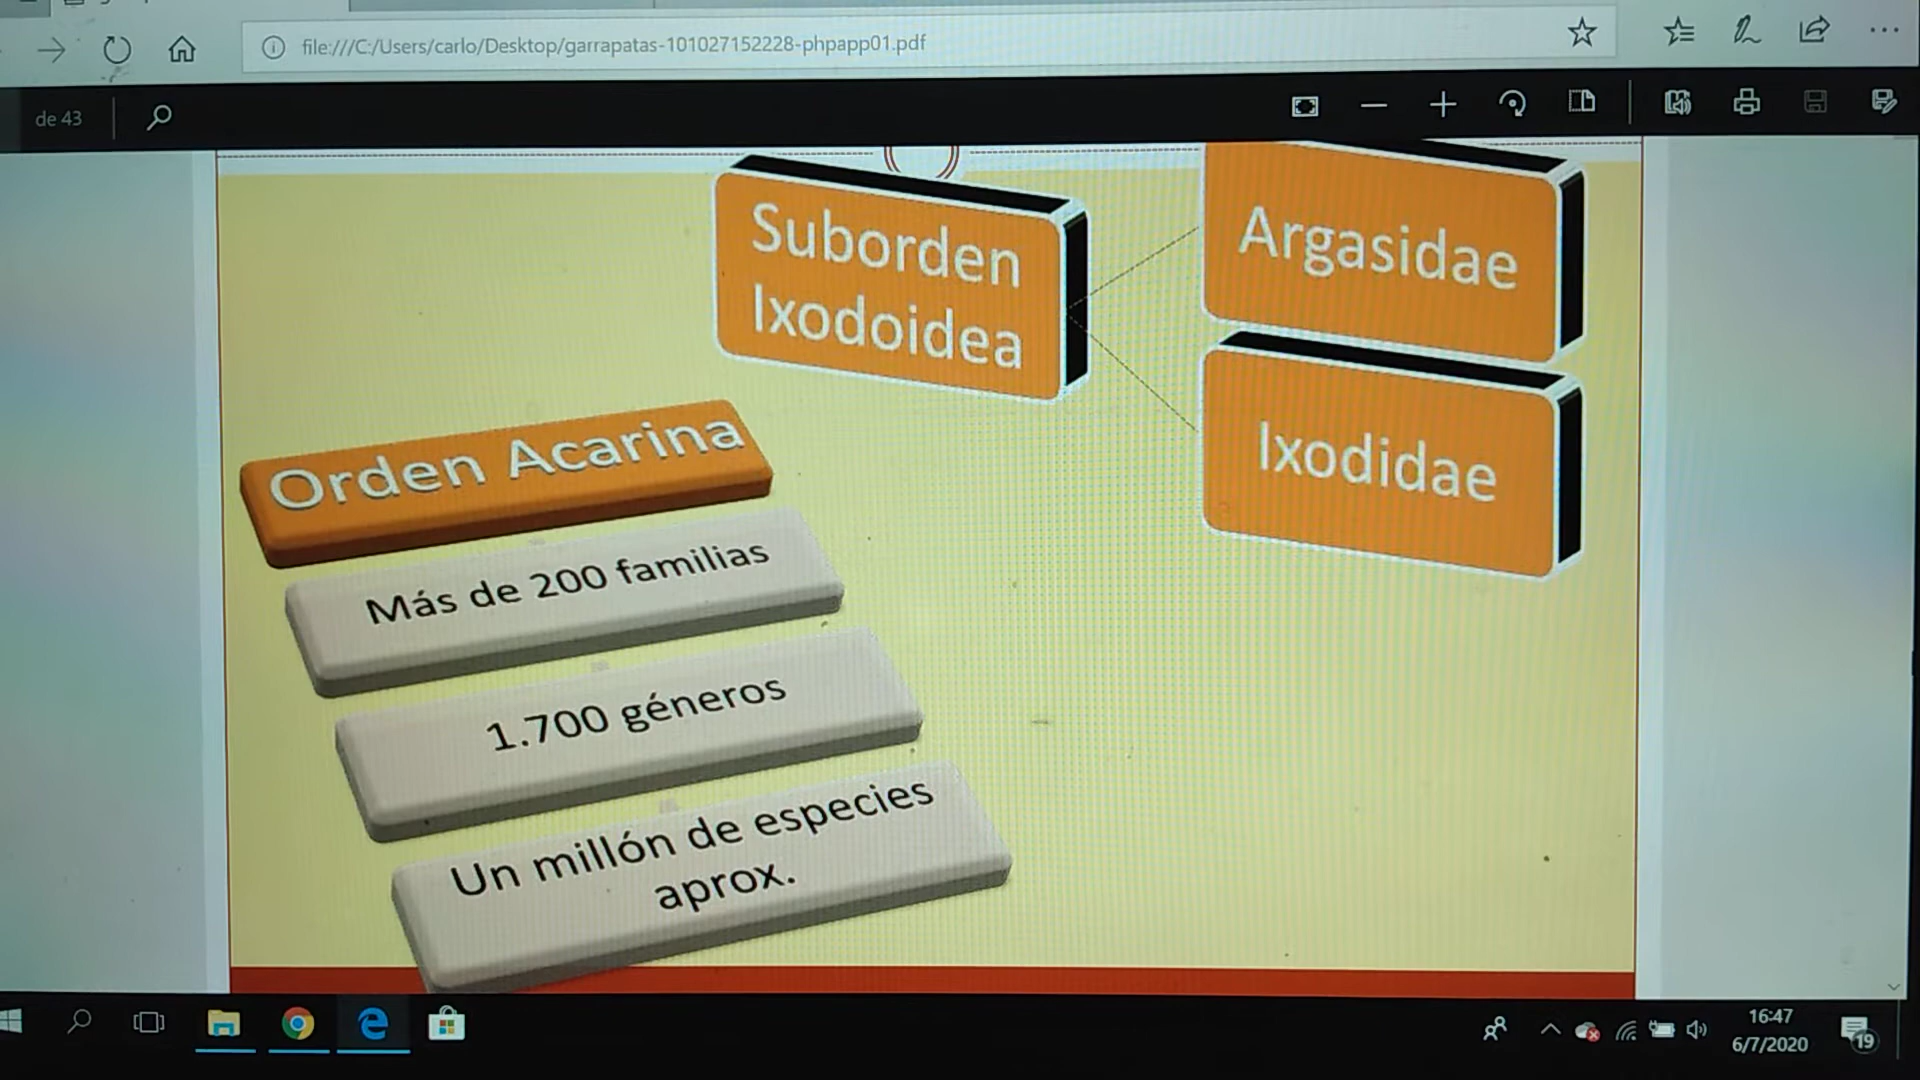 file:///C:/Users/carlo/Desktop/garrapatas-101027152228-phpapp01.pdf
de 43
Suborden
Ixodoidea
Argasidae
Ixodidae
Orden Acarina
Más de 200 familias
1.700 géneros
Un millón de especies
aprox.
16:47
6/7/2020
19